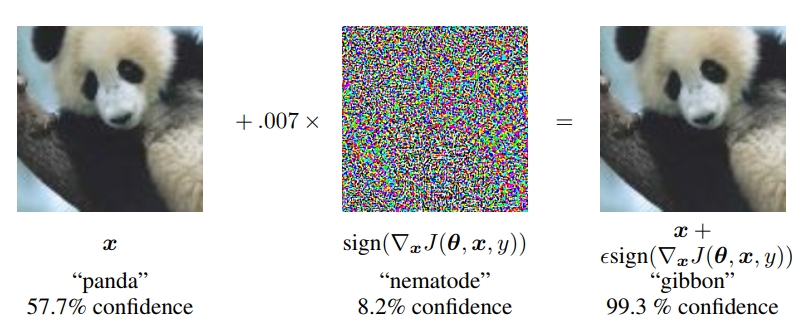 + .007 ×
=
x
sign(∇ₓJ(θ, x, y))
x +
ϵsign(∇ₓJ(θ, x, y))
“panda”
“nematode”
“gibbon”
57.7% confidence
8.2% confidence
99.3 % confidence